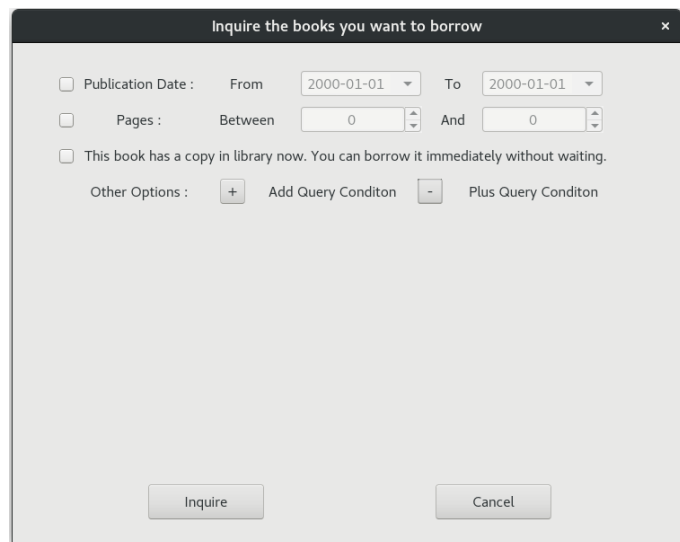 Inquire the books you want to borrow ×
Publication Date : From 2000-01-01 To 2000-01-01
Pages : Between 0 And 0
This book has a copy in library now. You can borrow it immediately without waiting.
Other Options : + Add Query Conditon - Plus Query Conditon
Inquire Cancel